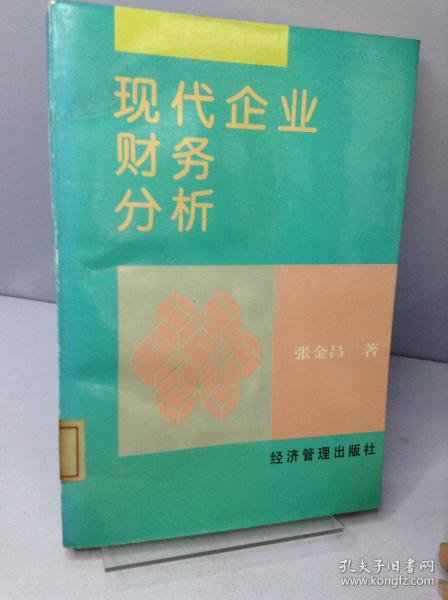 现代企业
财务
分析
张金昌 著
经济管理出版社
孔夫子旧书网
www.kongfz.com